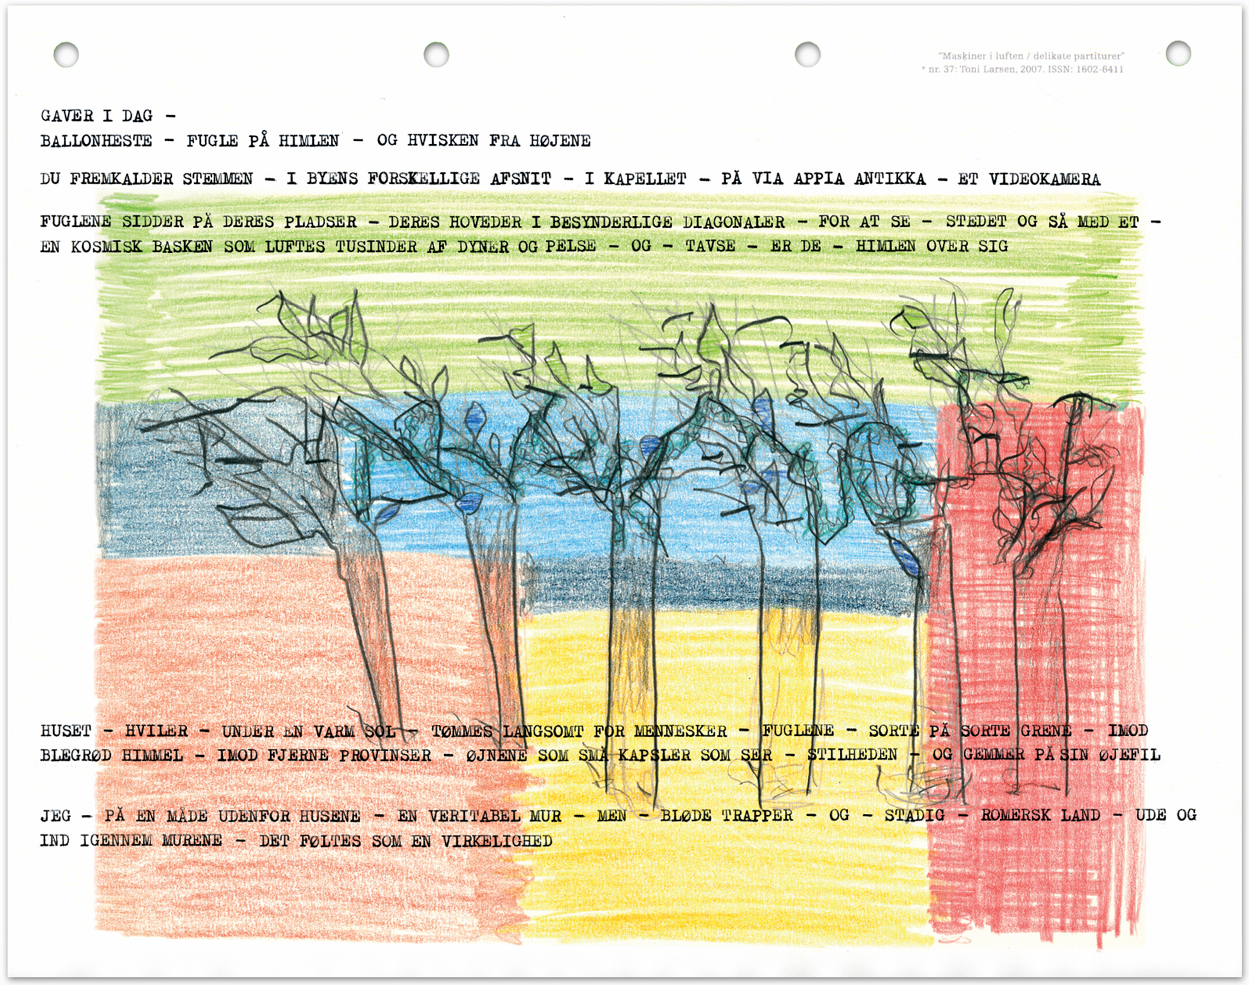 "Maskiner i luften / delikate partiturer"
* nr. 37: Toni Larsen, 2007. ISSN: 1602-6411
GAVER I DAG –
BALLONHESTE – FUGLE PÅ HIMLEN – OG HVISKEN FRA HØJENE
DU FREMKALDER STEMMEN – I BYENS FORSKELLIGE AFSNIT – I KAPELLET – PÅ VIA APPIA ANTIKKA – ET VIDEOKAMERA
FUGLENE SIDDER PÅ DERES PLADSER – DERES HOVEDER I BESYNDERLIGE DIAGONALER – FOR AT SE – STEDET OG SÅ MED ET –
EN KOSMISK BASKEN SOM LUFTES TUSINDER AF DYNER OG PELSE – OG – TAVSE – ER DE – HIMLEN OVER SIG
HUSET – HVILER – UNDER EN VARM SOL – TØMMES LANGSOMT FOR MENNESKER – FUGLENE – SORTE PÅ SORTE GRENE – IMOD
BLEGRØD HIMMEL – IMOD FJERNE PROVINSER – ØJNENE SOM SMÅ KAPSLER SOM SER – STILHEDEN – OG GEMMER PÅ SIN ØJEFIL
JEG – PÅ EN MÅDE UDENFOR HUSENE – EN VERITABEL MUR – MEN – BLØDE TRAPPER – OG – STADIG – ROMERSK LAND – UDE OG
IND IGENNEM MURENE – DET FØLTES SOM EN VIRKELIGHED